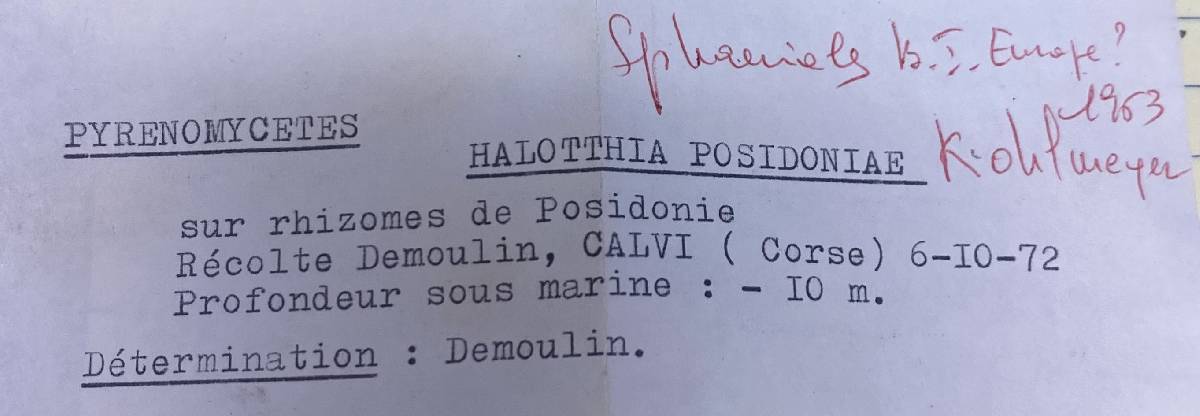 Sphaeriales B.I. Europe?
1963
PYRENOMYCETES
HALOTTHIA POSIDONIAE Kohlmeyer
sur rhizomes de Posidonie
Récolte Demoulin, CALVI ( Corse) 6-IO-72
Profondeur sous marine : - IO m.
Détermination : Demoulin.